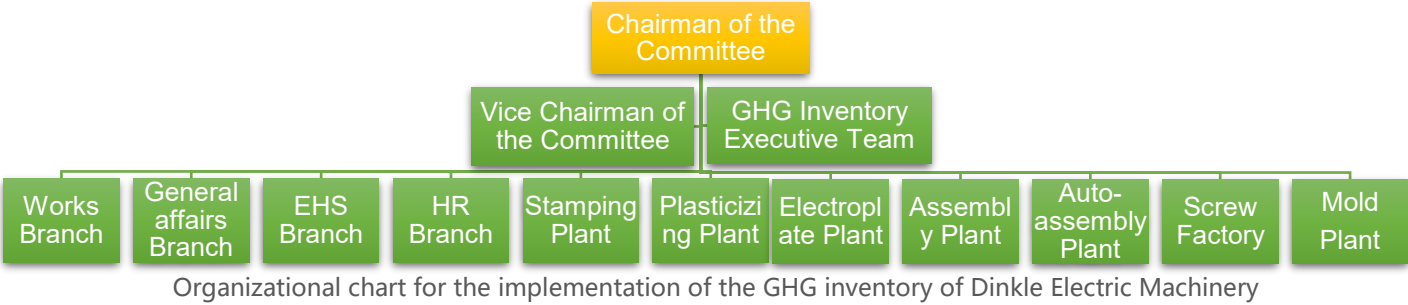 Chairman of the
Committee
Vice Chairman of
the Committee
GHG Inventory
Executive Team
Works
Branch
General
affairs
Branch
EHS
Branch
HR
Branch
Stamping
Plant
Plasticizi
ng Plant
Electropl
ate Plant
Assembl
y Plant
Auto-
assembly
Plant
Screw
Factory
Mold
Plant
Organizational chart for the implementation of the GHG inventory of Dinkle Electric Machinery